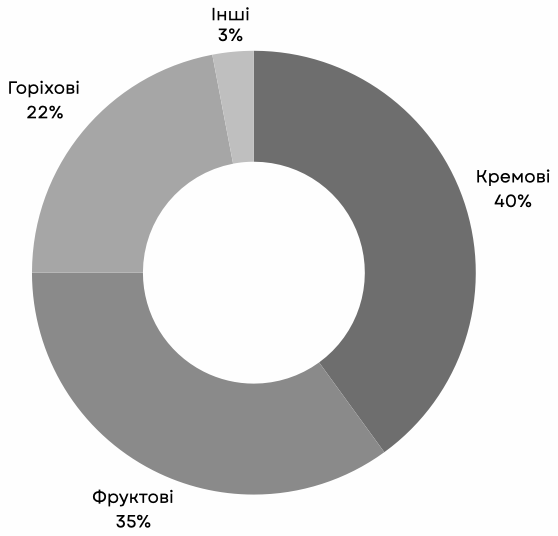 Інші
3%
Горіхові
22%
Кремові
40%
Фруктові
35%